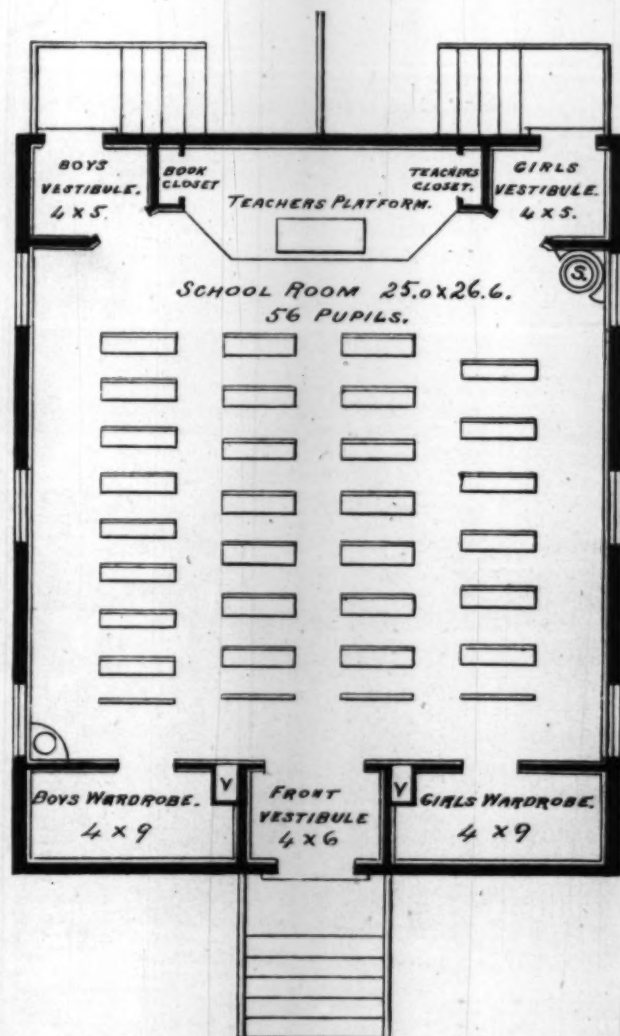 BOYS
VESTIBULE.
4 X 5.
BOOK
CLOSET
TEACHERS PLATFORM.
TEACHERS
CLOSET.
GIRLS
VESTIBULE.
4 X 5.
S.
SCHOOL ROOM 25.0 X 26.6.
56 PUPILS.
BOYS WARDROBE.
4 X 9
V
FRONT
VESTIBULE
4 X 6
V
GIRLS WARDROBE.
4 X 9